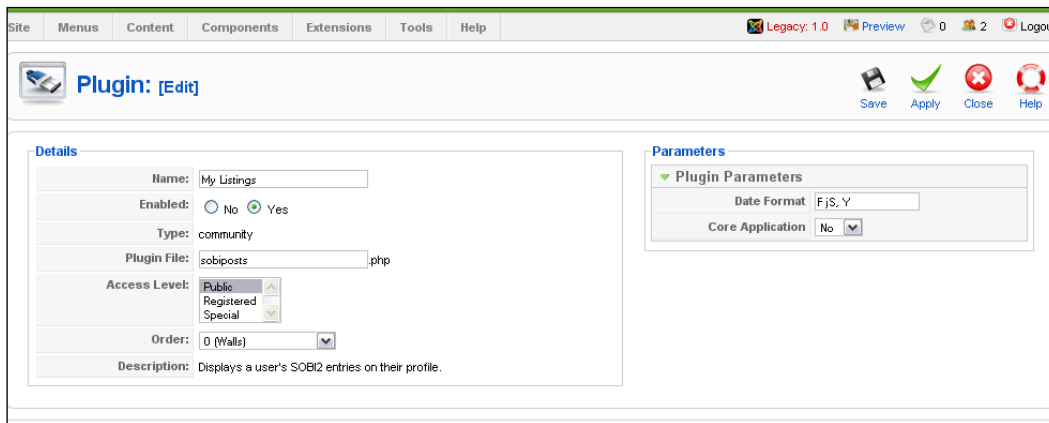 Site Menus Content Components Extensions Tools Help Legacy: 1.0 Preview 0 2 Logou
Plugin: [Edit]
Save Apply Close Help
Details
Name: My Listings
Enabled: No Yes
Type: community
Plugin File: sobiposts .php
Access Level: Public
Registered
Special
Order: 0 (Walls)
Description: Displays a user's SOBI2 entries on their profile.
Parameters
Plugin Parameters
Date Format F jS, Y
Core Application No